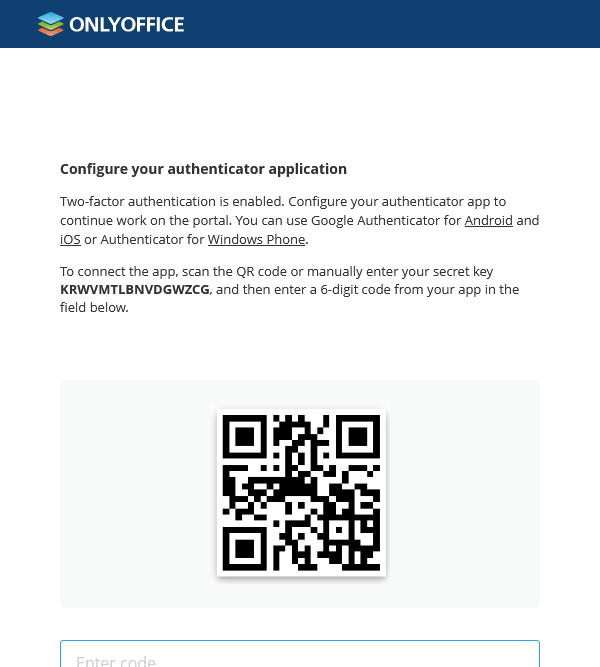 ONLYOFFICE
Configure your authenticator application
Two-factor authentication is enabled. Configure your authenticator app to
continue work on the portal. You can use Google Authenticator for Android and
iOS or Authenticator for Windows Phone.
To connect the app, scan the QR code or manually enter your secret key
KRWVMTLBNVDGWZCG, and then enter a 6-digit code from your app in the
field below.
Enter code